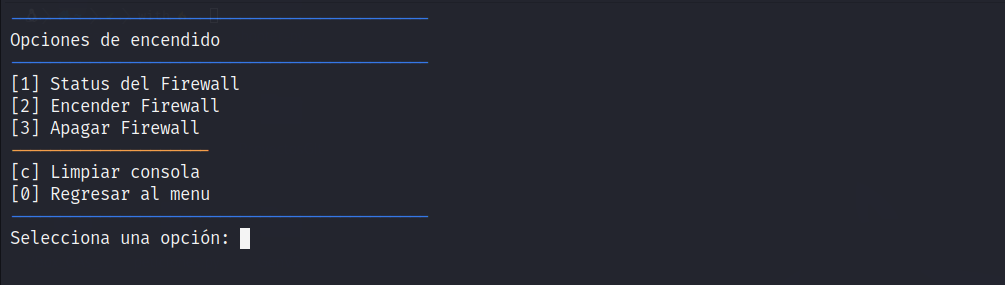 Opciones de encendido
[1] Status del Firewall
[2] Encender Firewall
[3] Apagar Firewall
[c] Limpiar consola
[0] Regresar al menu
Selecciona una opción: